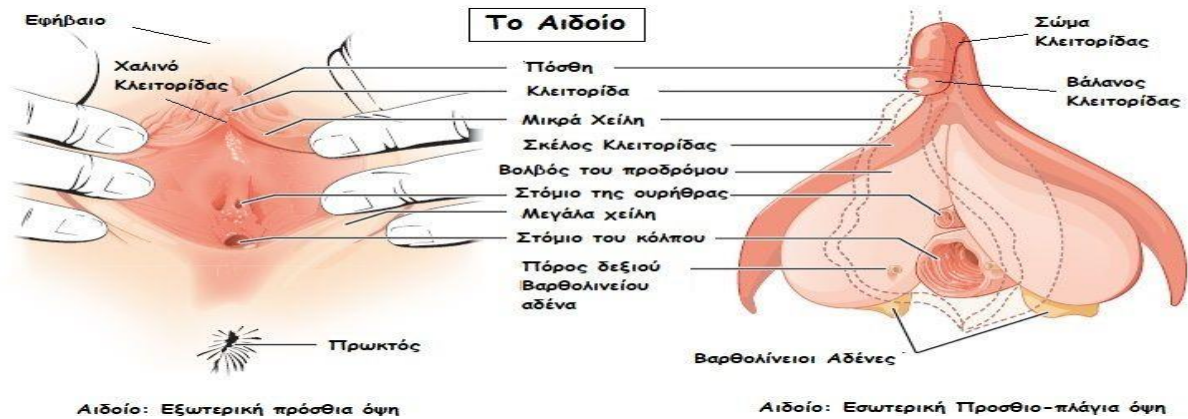 Το Αιδοίο
Εφήβαιο
Χαλινό
Κλειτορίδας
Πόσθη
Κλειτορίδα
Μικρά Χείλη
Σκέλος Κλειτορίδας
Βολβός του προδρόμου
Στόμιο της ουρήθρας
Μεγάλα χείλη
Στόμιο του κόλπου
Πόρος δεξιού
Βαρθολινείου
αδένα
Πρωκτός
Σώμα
Κλειτορίδας
Βάλανος
Κλειτορίδας
Βαρθολίνειοι Αδένες
Αιδοίο: Εξωτερική πρόσθια όψη
Αιδοίο: Εσωτερική Προσθιο-πλάγια όψη